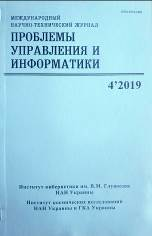 МЕЖДУНАРОДНЫЙ
НАУЧНО-ТЕХНИЧЕСКИЙ ЖУРНАЛ
ПРОБЛЕМЫ
УПРАВЛЕНИЯ И
ИНФОРМАТИКИ
4'2019
Институт кибернетики им. В.М. Глушкова
НАН Украины
Институт космических исследований
НАН Украины и ГКА Украины